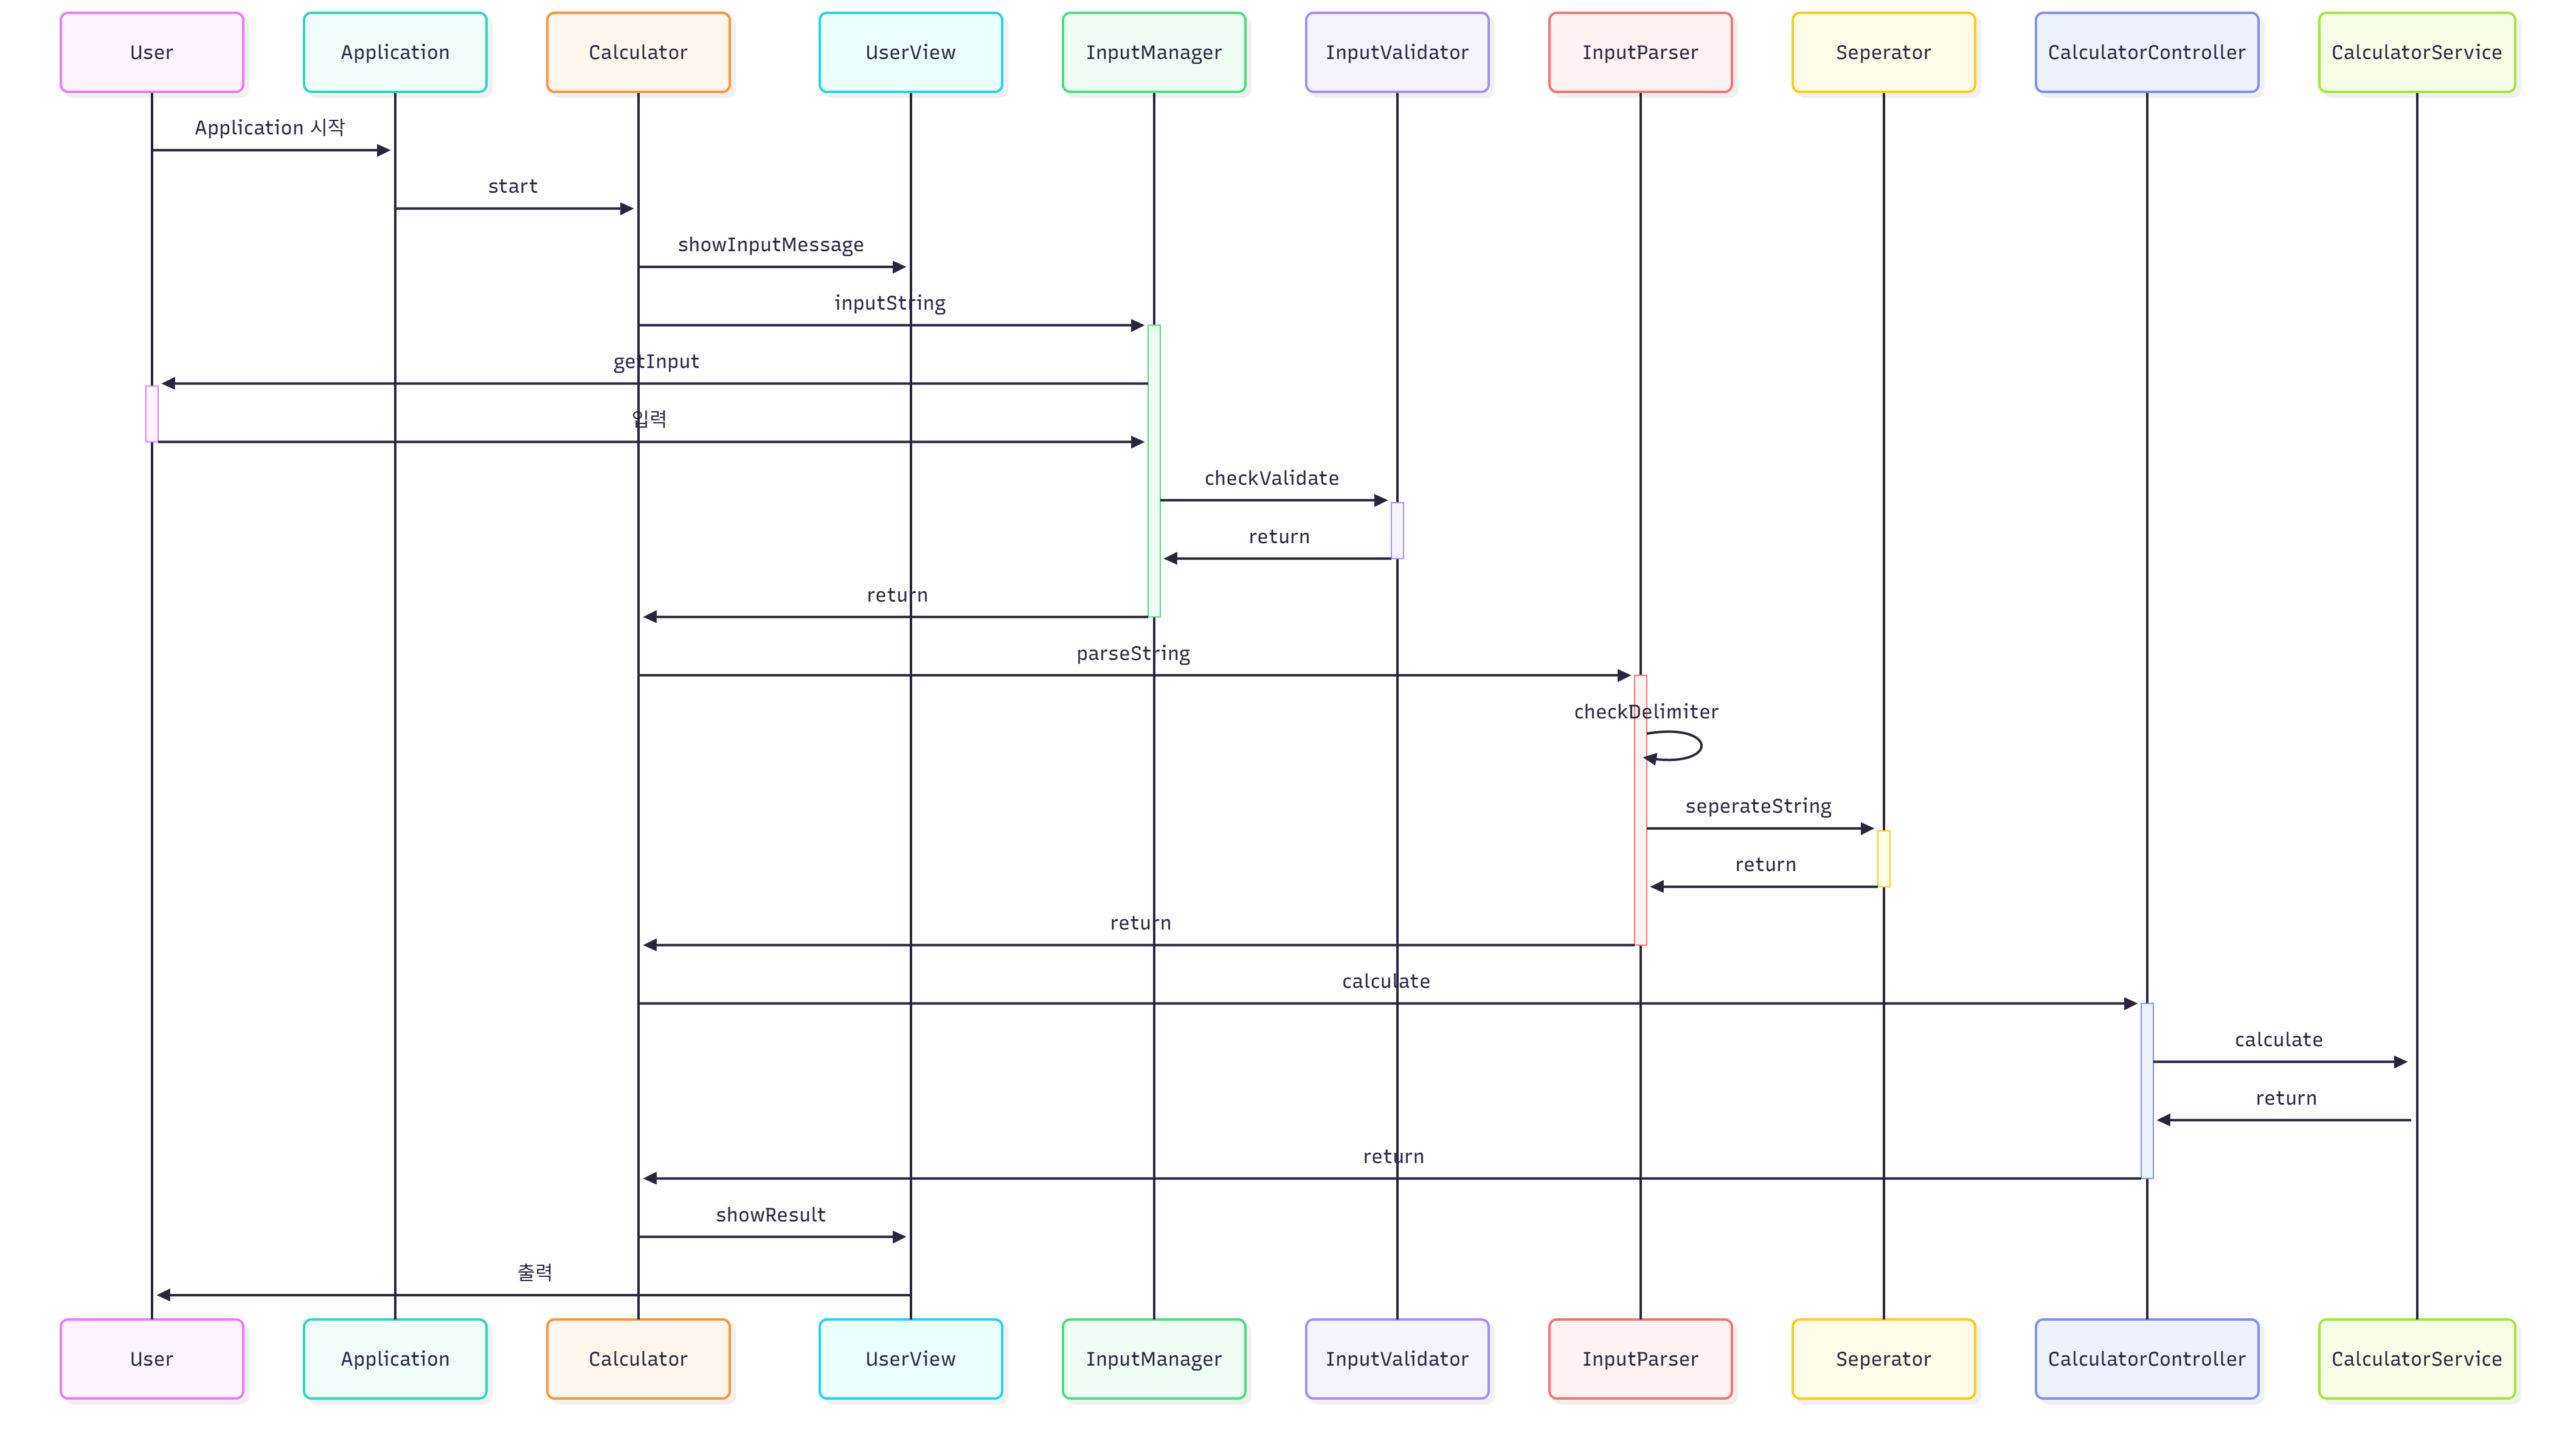 User
Application
Calculator
UserView
InputManager
InputValidator
InputParser
Seperator
CalculatorController
CalculatorService
Application 시작
start
showInputMessage
inputString
getInput
입력
checkValidate
return
return
parseString
checkDelimiter
seperateString
return
return
calculate
calculate
return
return
showResult
출력
User
Application
Calculator
UserView
InputManager
InputValidator
InputParser
Seperator
CalculatorController
CalculatorService